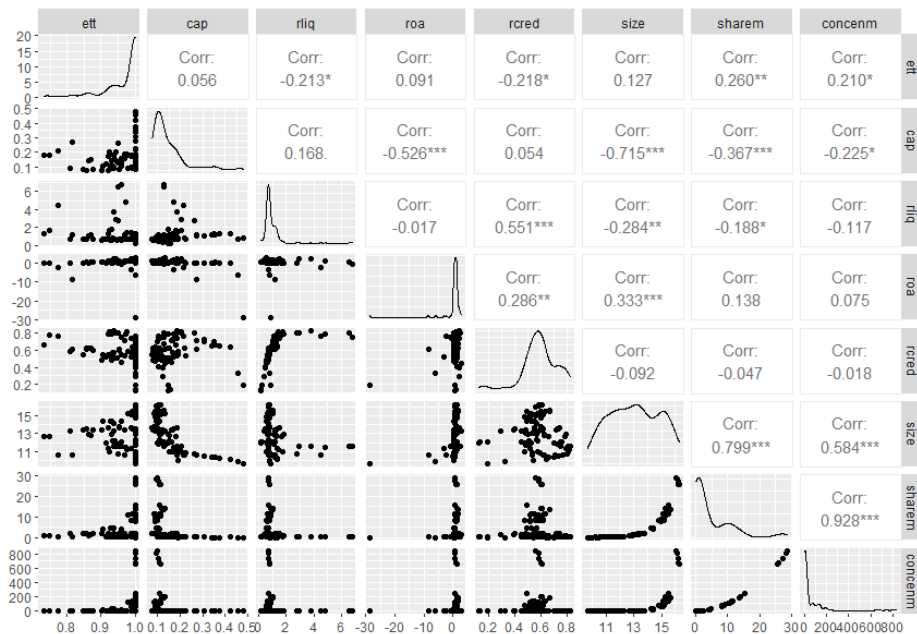 ett cap rliq roa rcred size sharem concenm
20
15
10
5
0
Corr: 0.056
Corr: -0.213*
Corr: 0.091
Corr: -0.218*
Corr: 0.127
Corr: 0.260**
Corr: 0.210*
ett
0.5
0.4
0.3
0.2
0.1
Corr: 0.168.
Corr: -0.526***
Corr: 0.054
Corr: -0.715***
Corr: -0.367***
Corr: -0.225*
cap
6
4
2
0
Corr: -0.017
Corr: 0.551***
Corr: -0.284**
Corr: -0.188*
Corr: -0.117
rliq
0
-10
-20
-30
Corr: 0.286**
Corr: 0.333***
Corr: 0.138
Corr: 0.075
roa
0.8
0.6
0.4
0.2
Corr: -0.092
Corr: -0.047
Corr: -0.018
rcred
15
13
11
Corr: 0.799***
Corr: 0.584***
size
30
20
10
0
Corr: 0.928***
sharem
800
600
400
200
0
concenm
0.8 0.9 1.0 0.1 0.2 0.3 0.4 0.5 0 2 4 6 -30 -20 -10 0 0.2 0.4 0.6 0.8 11 13 15 0 10 20 30 0 200 400 600 800